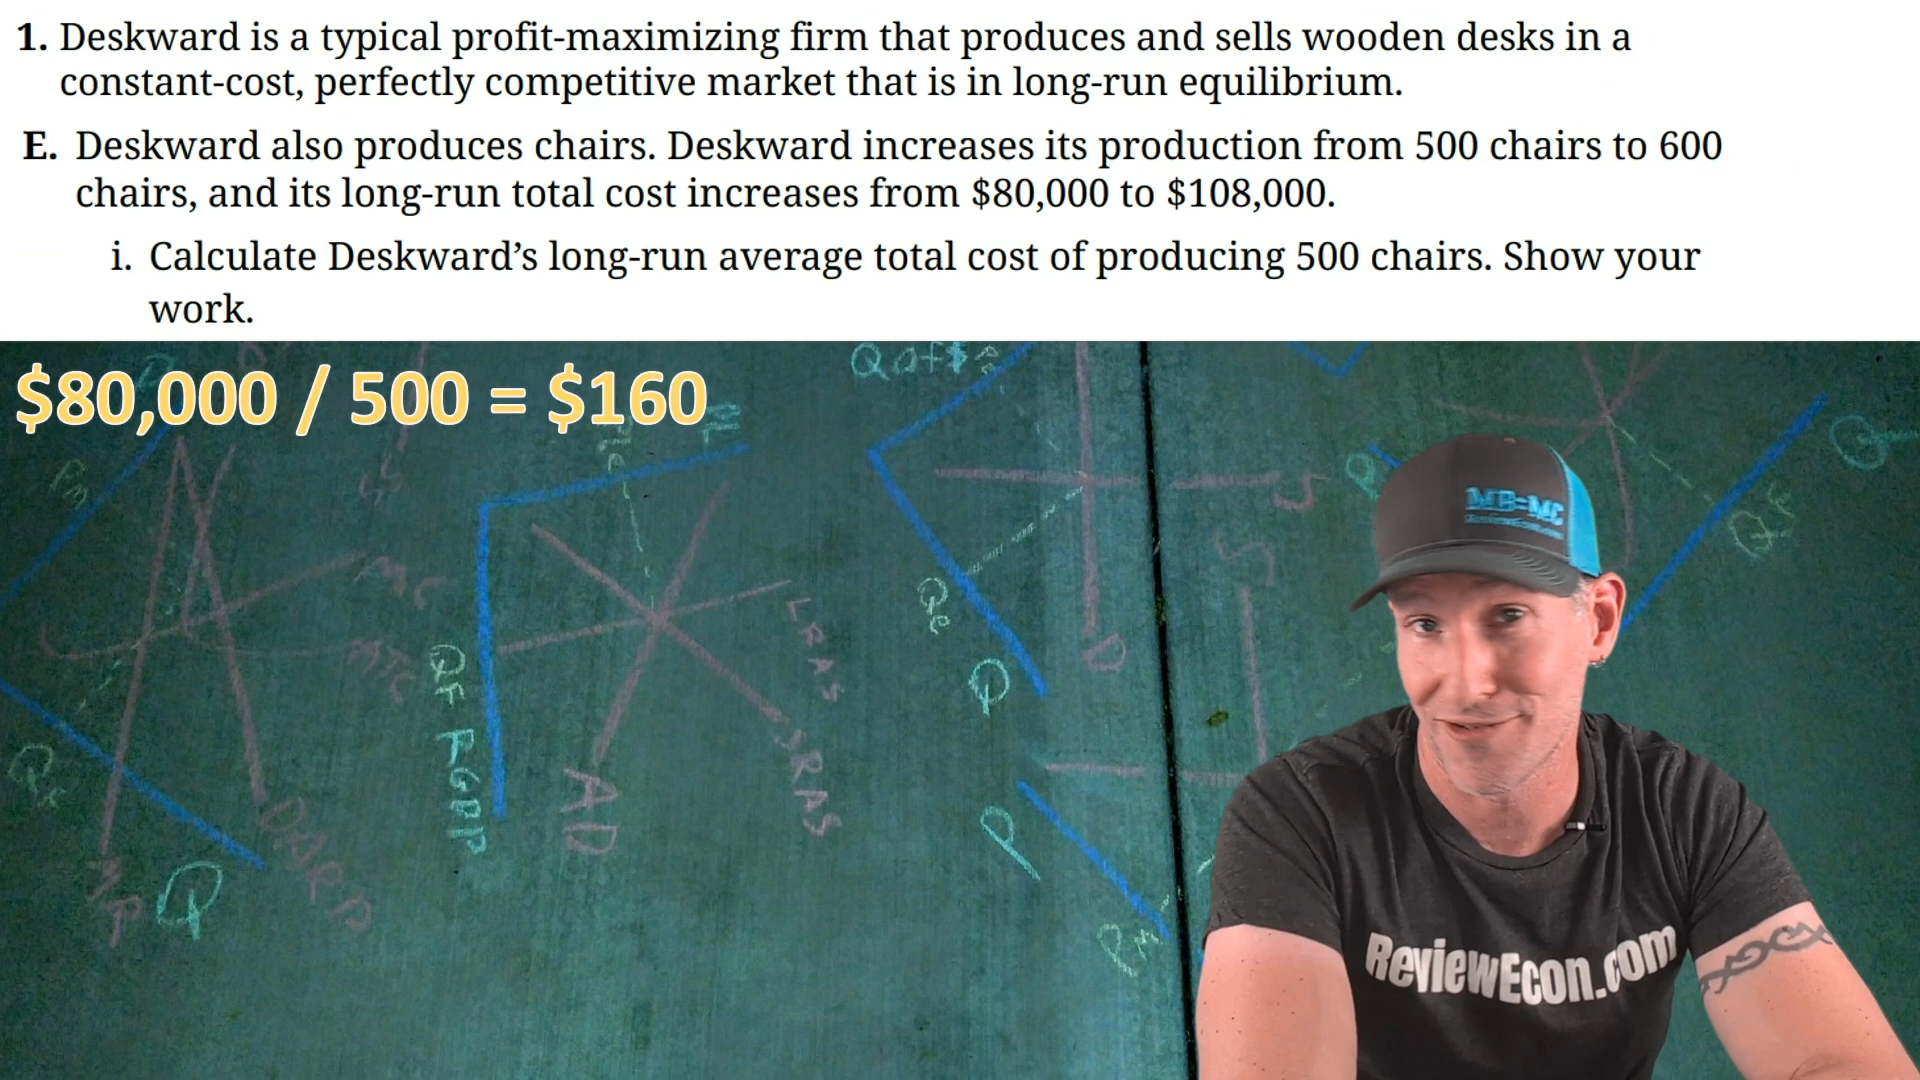 1. Deskward is a typical profit-maximizing firm that produces and sells wooden desks in a
constant-cost, perfectly competitive market that is in long-run equilibrium.
E. Deskward also produces chairs. Deskward increases its production from 500 chairs to 600
chairs, and its long-run total cost increases from $80,000 to $108,000.
i. Calculate Deskward’s long-run average total cost of producing 500 chairs. Show your
work.
$80,000 / 500 = $160
MC
Q
QF
AD
LRAS
SRAS
Qe
Q
D
S
S
P
MB=MC
ReviewEcon.com